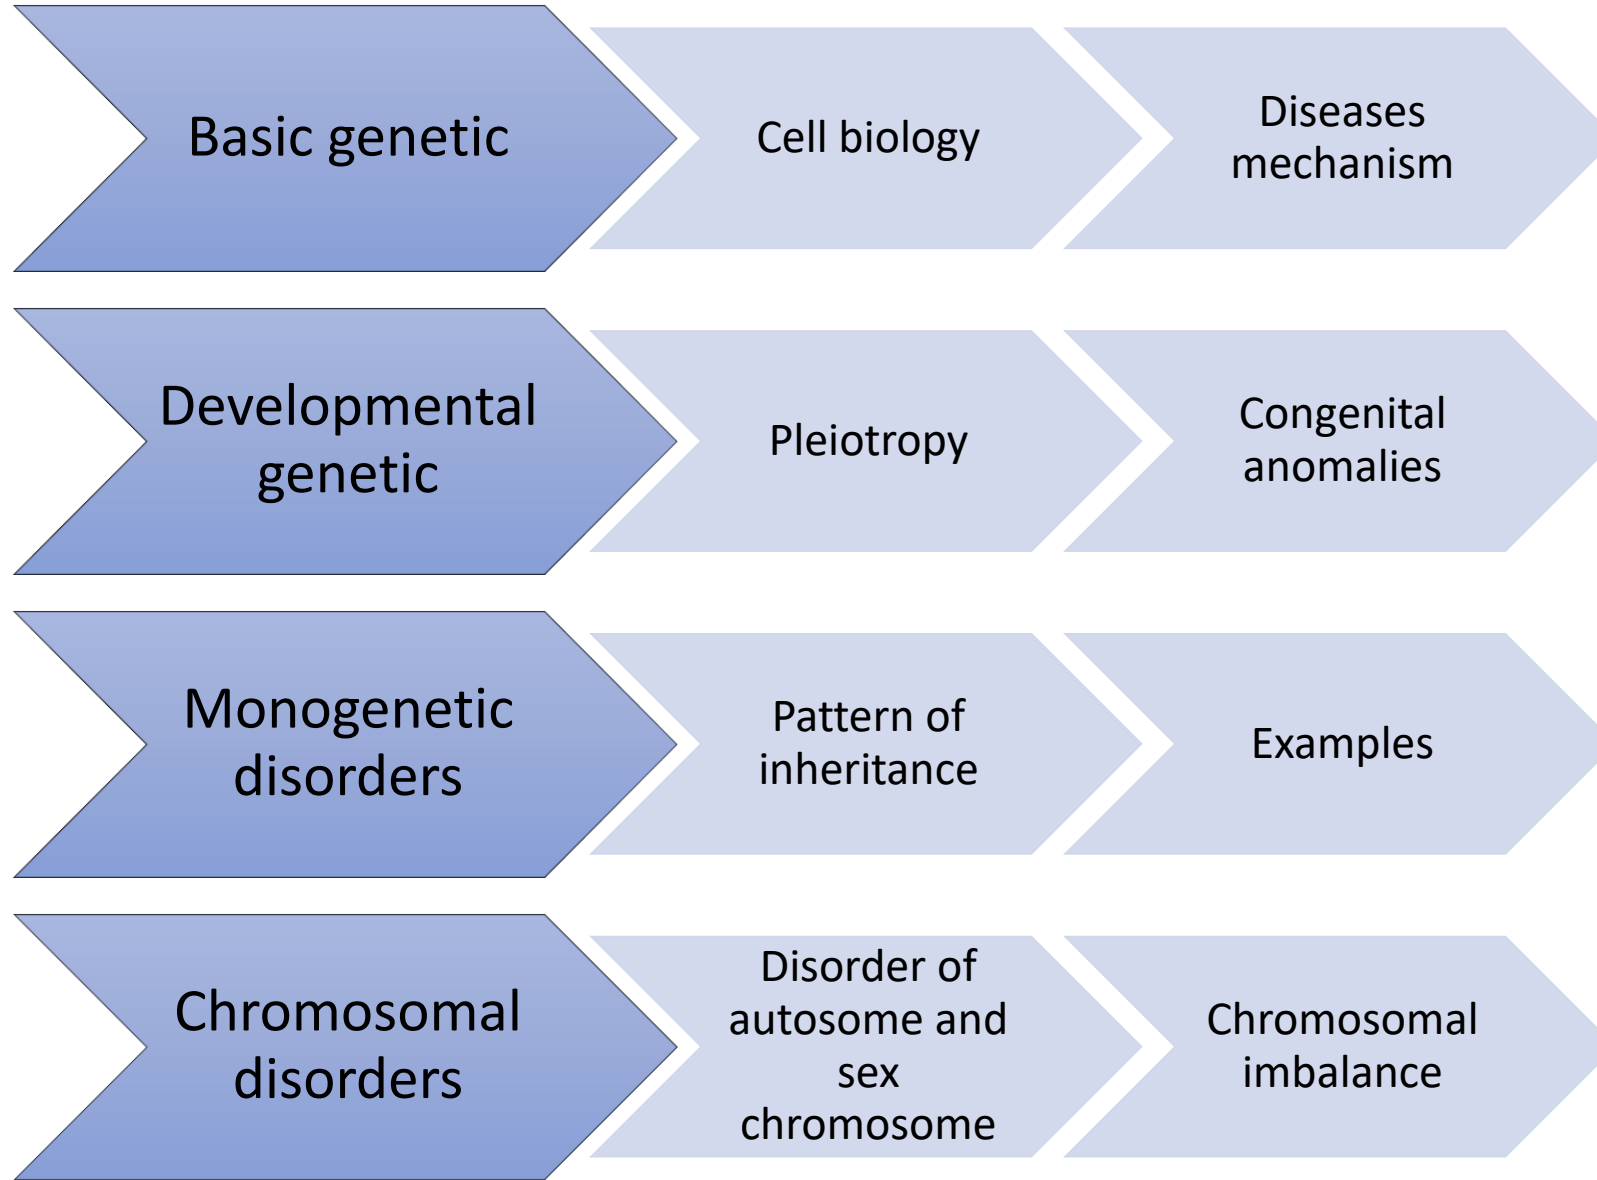 Basic genetic
Cell biology
Diseases
mechanism
Developmental
genetic
Pleiotropy
Congenital
anomalies
Monogenetic
disorders
Pattern of
inheritance
Examples
Chromosomal
disorders
Disorder of
autosome and
sex
chromosome
Chromosomal
imbalance